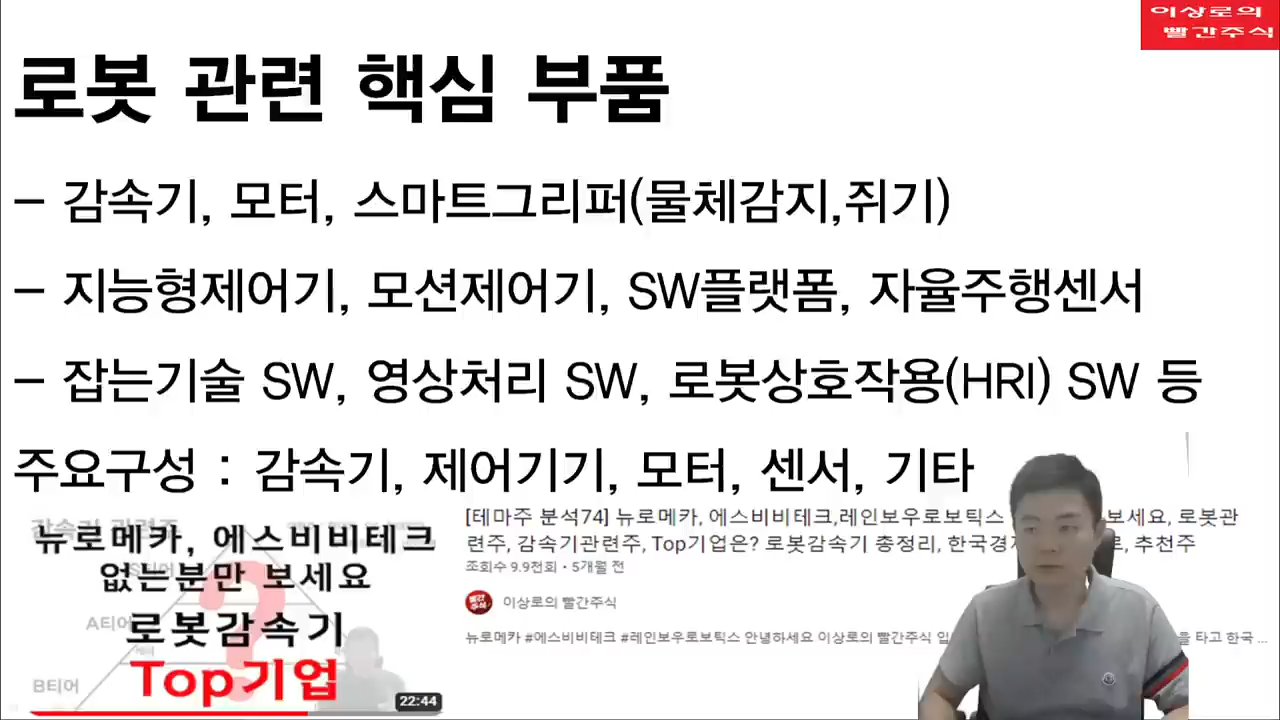 이상로의
빨간주식
로봇 관련 핵심 부품
– 감속기, 모터, 스마트그리퍼(물체감지,쥐기)
– 지능형제어기, 모션제어기, SW플랫폼, 자율주행센서
– 잡는기술 SW, 영상처리 SW, 로봇상호작용(HRI) SW 등
주요구성 : 감속기, 제어기기, 모터, 센서, 기타
뉴로메카, 에스비비테크
없는분만 보세요
A티어
로봇감속기
B티어
Top기업
22:44
[테마주 분석74] 뉴로메카, 에스비비테크,레인보우로보틱스 보세요, 로봇관
련주, 감속기관련주, Top기업은? 로봇감속기 총정리, 한국경 추천주
조회수 9.9천회 • 5개월 전
빨간
주식
이상로의 빨간주식
뉴로메카 #에스비비테크 #레인보우로보틱스 안녕하세요 이상로의 빨간주식 입 을 타고 한국 ...